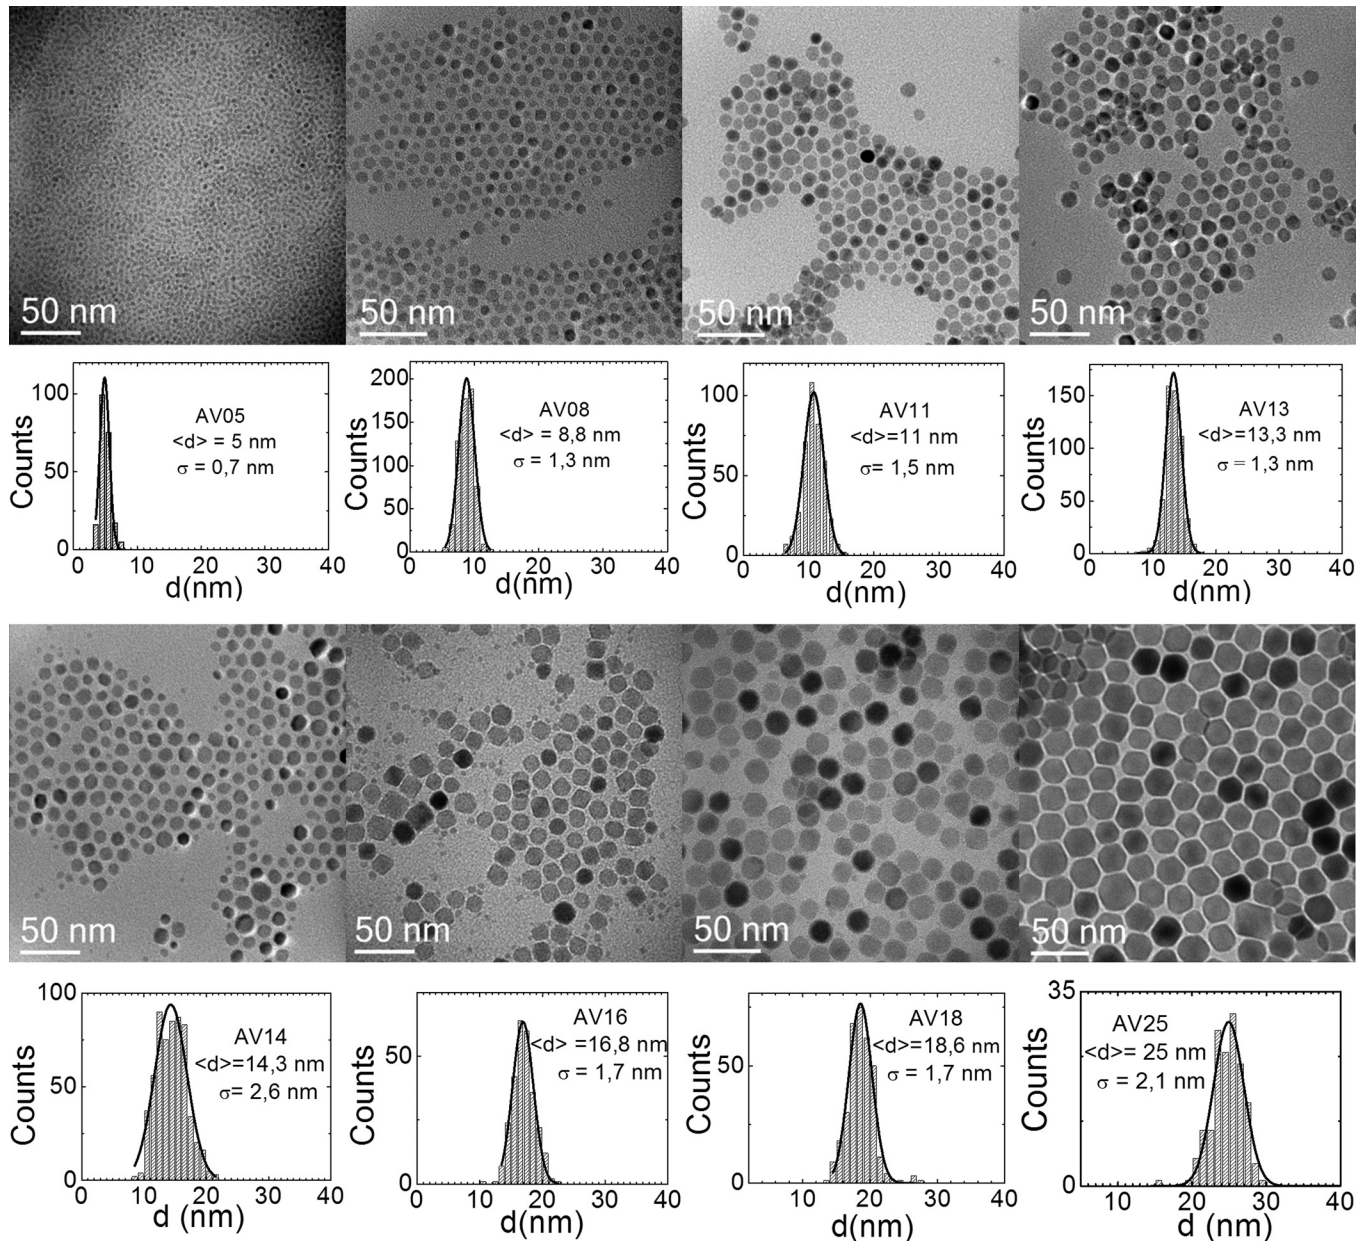 50 nm
50 nm
50 nm
50 nm
Counts
100
50
0
AV05
<d> = 5 nm
σ = 0,7 nm
0 10 20 30 40
d(nm)
Counts
200
150
100
50
0
AV08
<d> = 8,8 nm
σ = 1,3 nm
0 10 20 30 40
d(nm)
Counts
100
50
0
AV11
<d>=11 nm
σ= 1,5 nm
0 10 20 30 40
d(nm)
Counts
150
100
50
0
AV13
<d>=13,3 nm
σ = 1,3 nm
0 10 20 30 40
d(nm)
50 nm
50 nm
50 nm
50 nm
Counts
100
50
0
AV14
<d>=14,3 nm
σ= 2,6 nm
0 10 20 30 40
d (nm)
Counts
50
0
AV16
<d> =16,8 nm
σ = 1,7 nm
0 10 20 30 40
d(nm)
Counts
50
0
AV18
<d>=18,6 nm
σ = 1,7 nm
10 20 30 40
d(nm)
Counts
35
0
AV25
<d>= 25 nm
σ = 2,1 nm
10 20 30 40
d (nm)